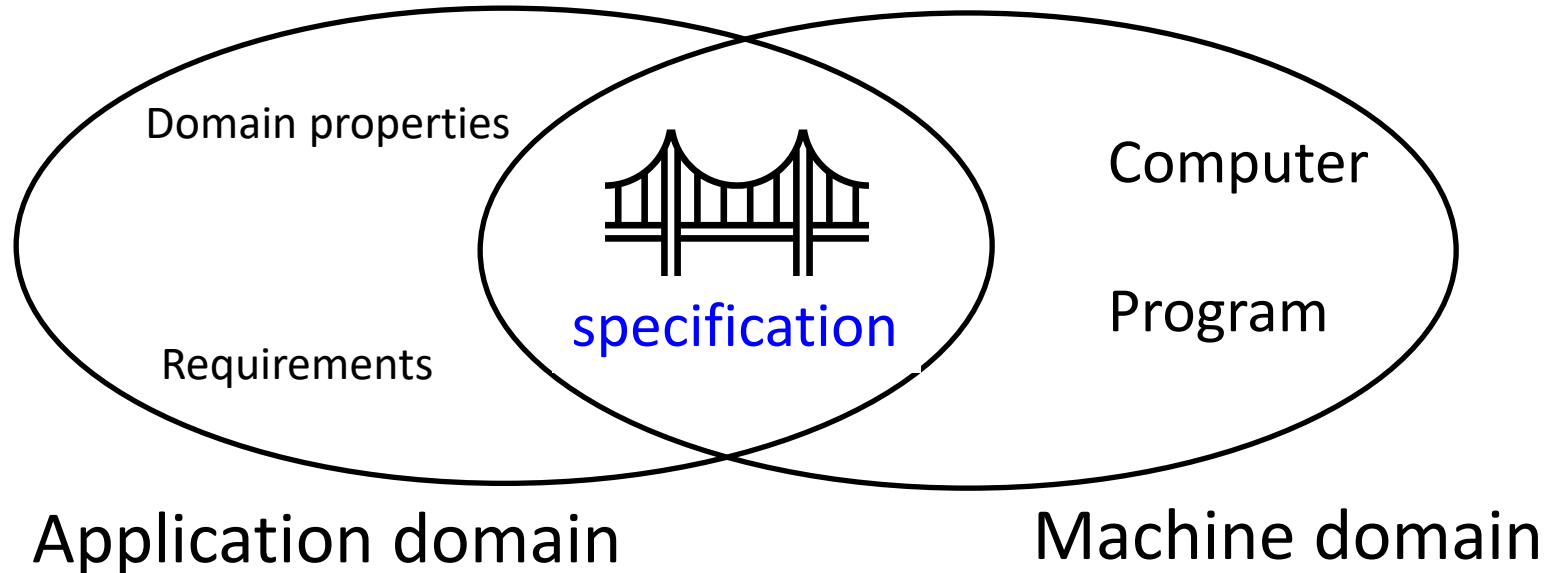 Domain properties
Requirements
specification
Computer
Program
Application domain
Machine domain